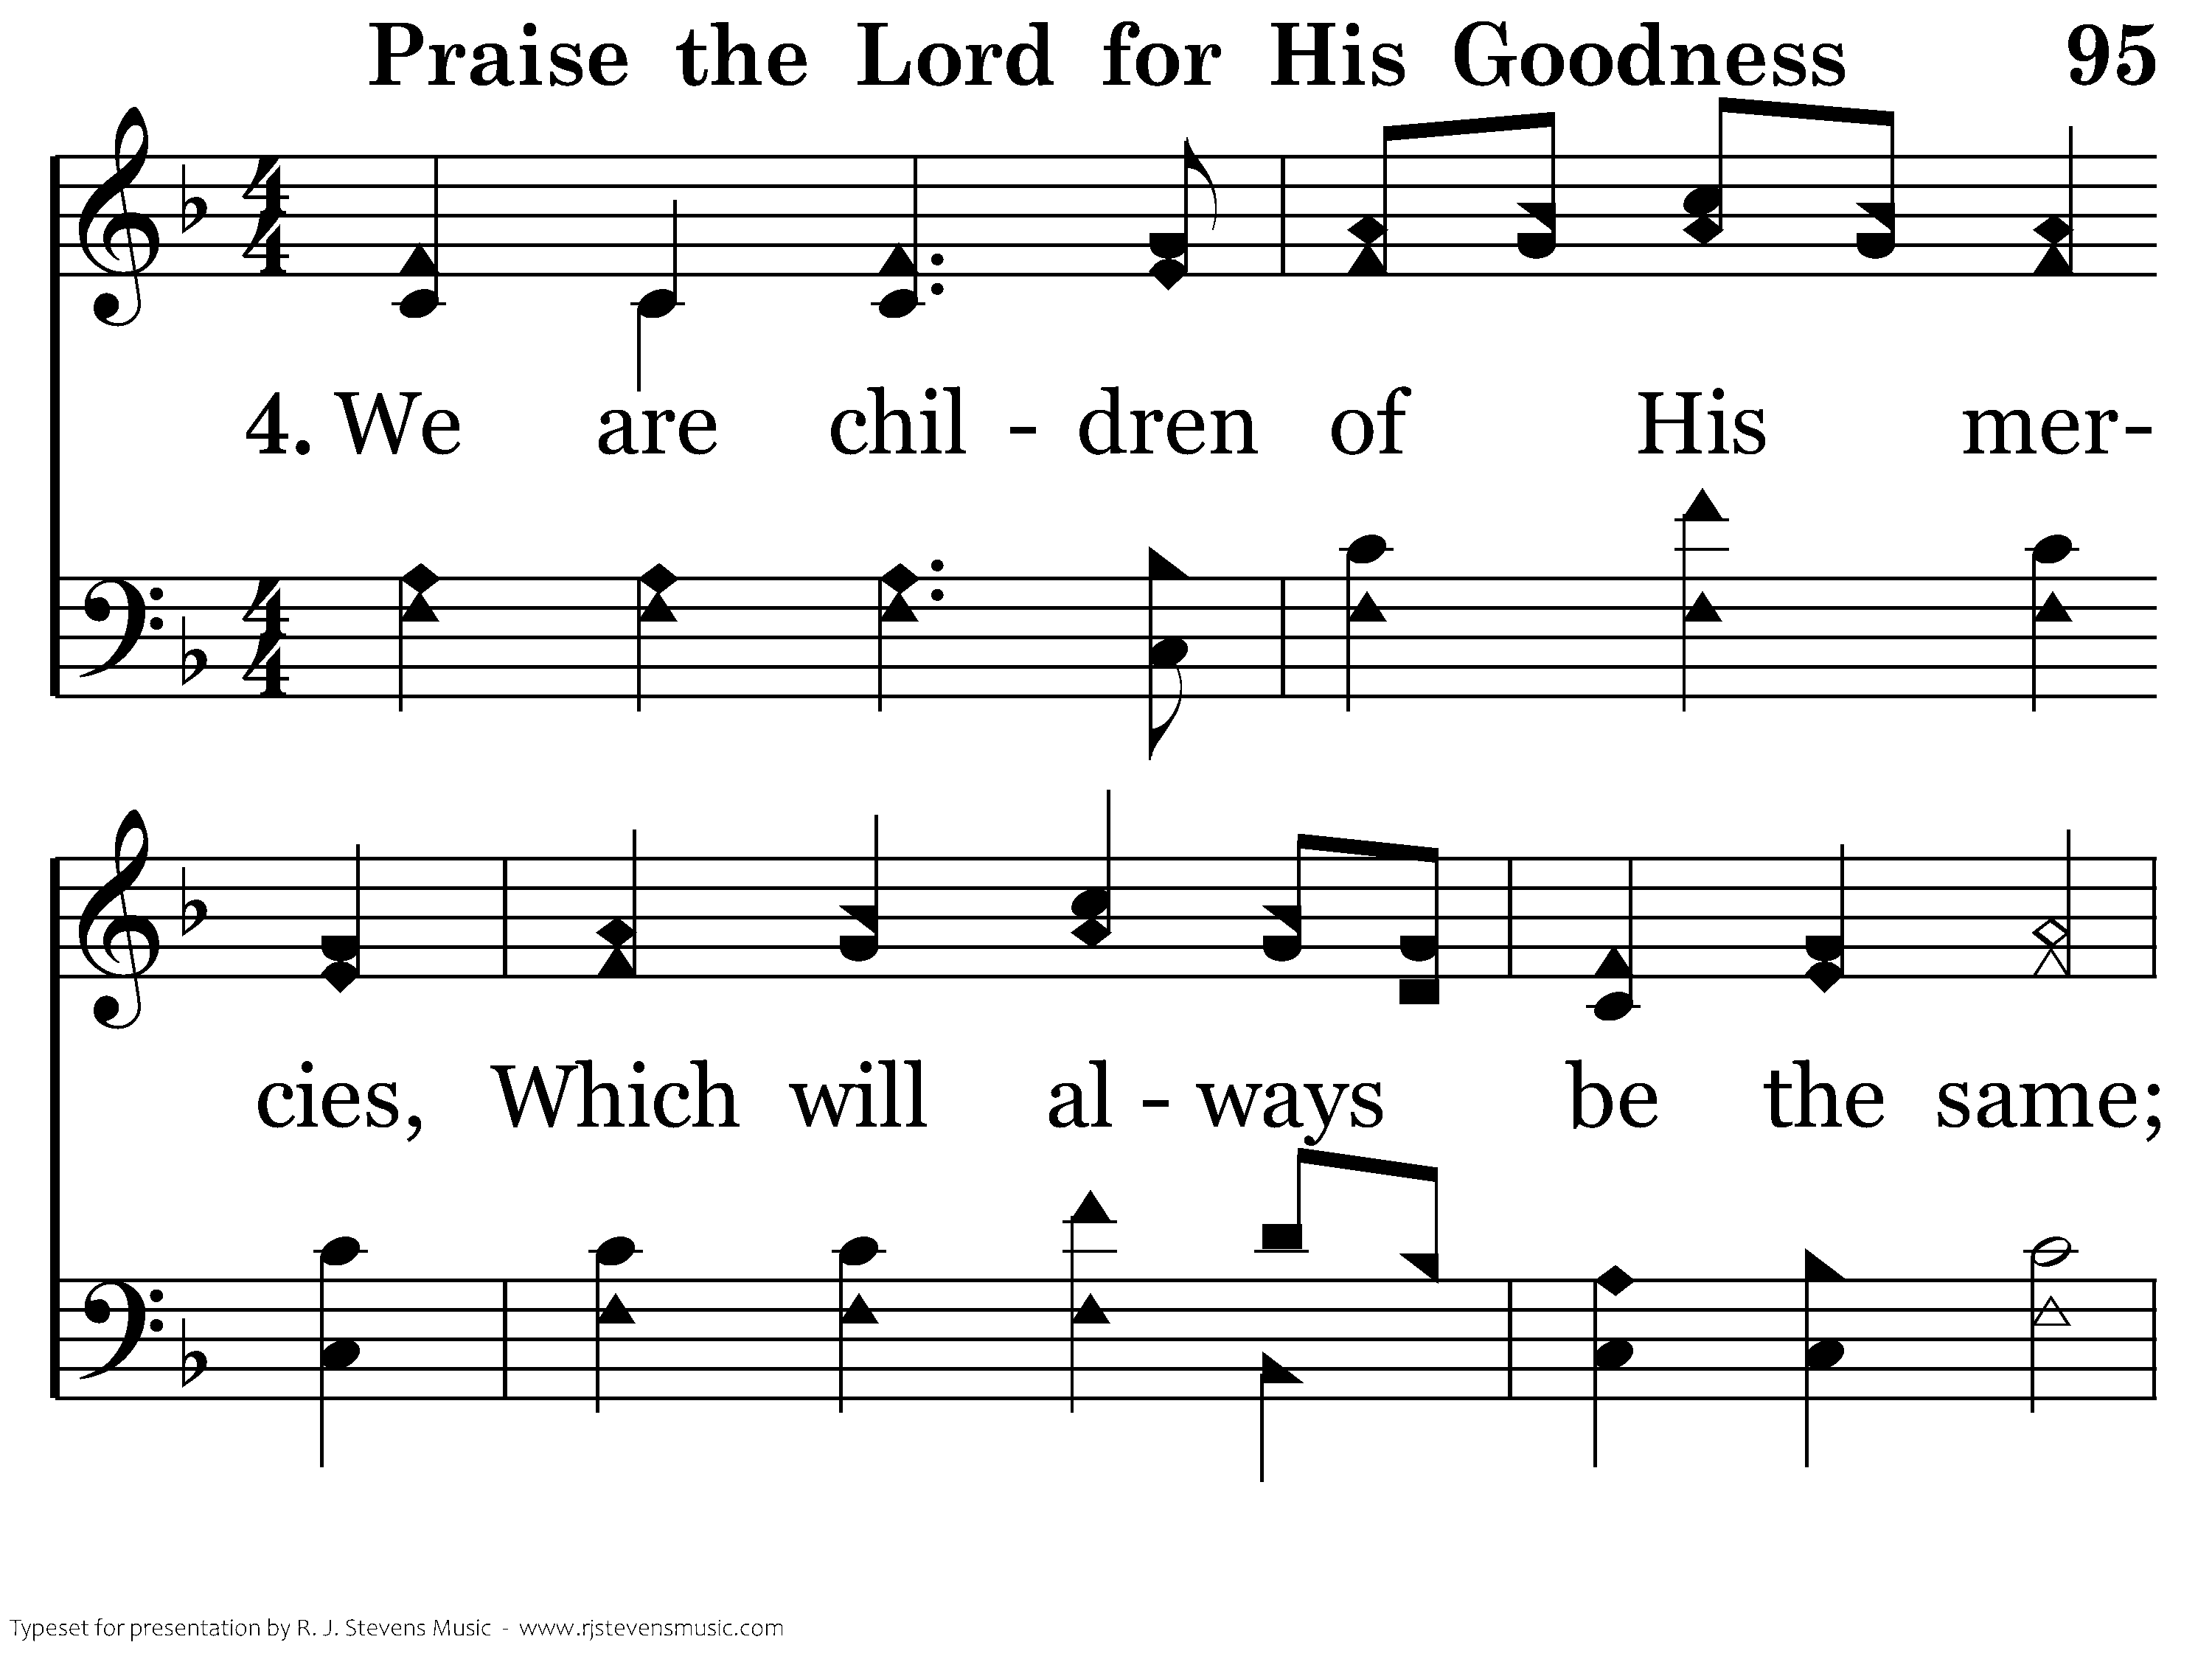 Praise the Lord for His Goodness 95
4. We are chil - dren of His mer-
cies, Which will al - ways be the same;
Typeset for presentation by R. J. Stevens Music - www.rjstevensmusic.com